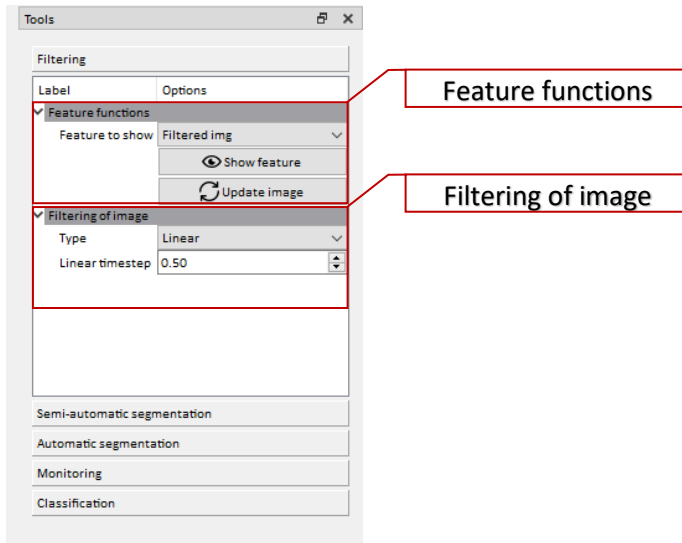 Tools
Filtering
Label Options
Feature functions
Feature to show Filtered img
Show feature
Update image
Filtering of image
Type Linear
Linear timestep 0.50
Semi-automatic segmentation
Automatic segmentation
Monitoring
Classification
Feature functions
Filtering of image